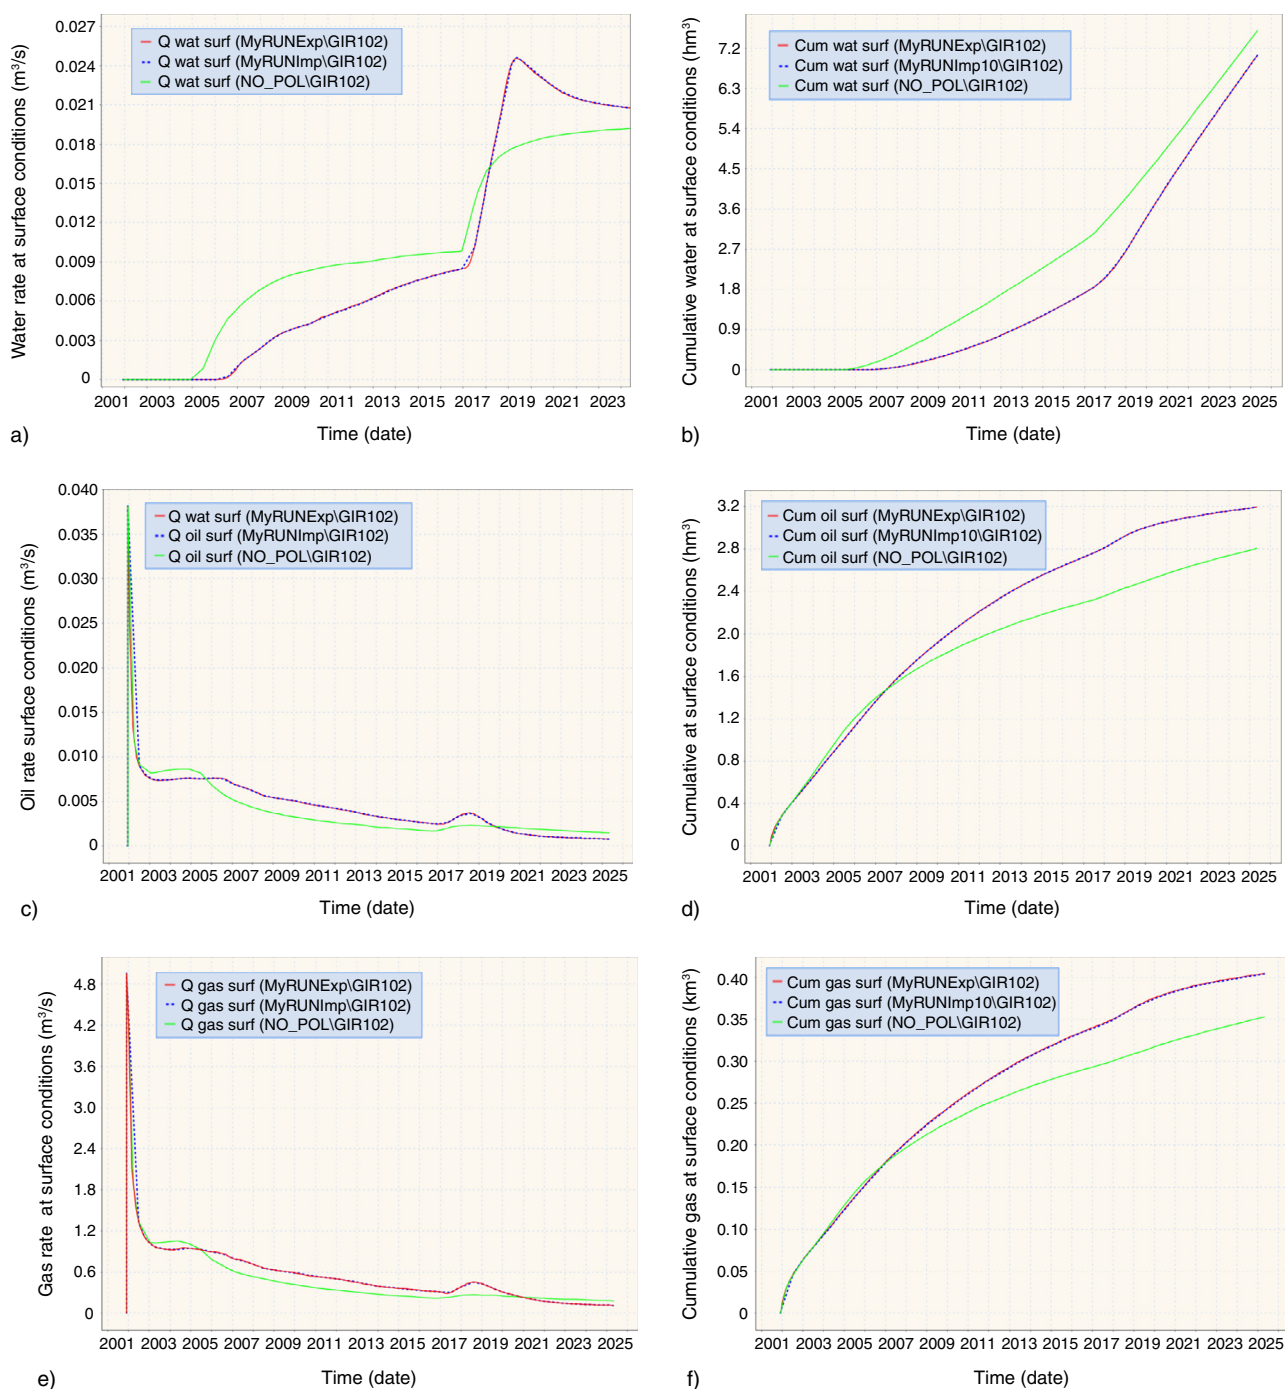 0.027
0.024
0.021
0.018
0.015
0.012
0.009
0.006
0.003
0
Water rate at surface conditions (m³/s)
Q wat surf (MyRUNExp\GIR102)
Q wat surf (MyRUNImp\GIR102)
Q wat surf (NO_POL\GIR102)
2001 2003 2005 2007 2009 2011 2013 2015 2017 2019 2021 2023
Time (date)
a)
7.2
6.3
5.4
4.5
3.6
2.7
1.8
0.9
0
Cumulative water at surface conditions (hm³)
Cum wat surf (MyRUNExp\GIR102)
Cum wat surf (MyRUNImp10\GIR102)
Cum wat surf (NO_POL\GIR102)
2001 2003 2005 2007 2009 2011 2013 2015 2017 2019 2021 2023 2025
Time (date)
b)
0.040
0.035
0.030
0.025
0.020
0.015
0.010
0.005
0
Oil rate surface conditions (m³/s)
Q wat surf (MyRUNExp\GIR102)
Q oil surf (MyRUNImp\GIR102)
Q oil surf (NO_POL\GIR102)
2001 2003 2005 2007 2009 2011 2013 2015 2017 2019 2021 2023 2025
Time (date)
c)
3.2
2.8
2.4
2.0
1.6
1.2
0.8
0.4
0
Cumulative at surface conditions (hm³)
Cum oil surf (MyRUNExp\GIR102)
Cum oil surf (MyRUNImp10\GIR102)
Cum oil surf (NO_POL\GIR102)
2001 2003 2005 2007 2009 2011 2013 2015 2017 2019 2021 2023 2025
Time (date)
d)
4.8
4.2
3.6
3.0
2.4
1.8
1.2
0.6
0
Gas rate at surface conditions (m³/s)
Q gas surf (MyRUNExp\GIR102)
Q gas surf (MyRUNImp\GIR102)
Q gas surf (NO_POL\GIR102)
2001 2003 2005 2007 2009 2011 2013 2015 2017 2019 2021 2023 2025
Time (date)
e)
0.40
0.35
0.30
0.25
0.20
0.15
0.10
0.05
0
Cumulative gas at surface conditions (km³)
Cum gas surf (MyRUNExp\GIR102)
Cum gas surf (MyRUNImp10\GIR102)
Cum gas surf (NO_POL\GIR102)
2001 2003 2005 2007 2009 2011 2013 2015 2017 2019 2021 2023 2025
Time (date)
f)